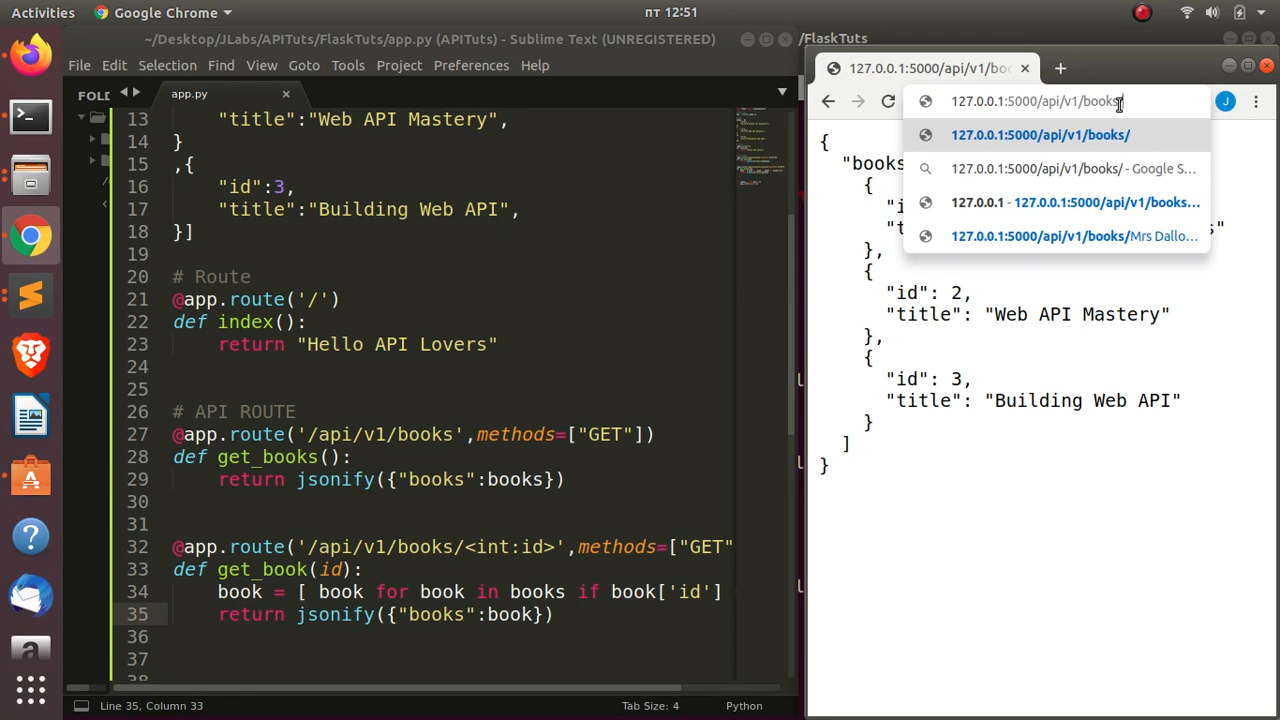 Activities
Google Chrome
пт 12:51
~/Desktop/JLabs/APITuts/FlaskTuts/app.py (APITuts) - Sublime Text (UNREGISTERED)
/FlaskTuts
File Edit Selection Find View Goto Tools Project Preferences Help
FOLD
app.py
13 "title":"Web API Mastery",
14 }
15 ,{
16 "id":3,
17 "title":"Building Web API",
18 }]
19
20 # Route
21 @app.route('/')
22 def index():
23 return "Hello API Lovers"
24
25
26 # API ROUTE
27 @app.route('/api/v1/books',methods=["GET"])
28 def get_books():
29 return jsonify({"books":books})
30
31
32 @app.route('/api/v1/books/<int:id>',methods=["GET"
33 def get_book(id):
34 book = [ book for book in books if book['id']
35 return jsonify({"books":book})
36
37
38
Line 35, Column 33
Tab Size: 4
Python
127.0.0.1:5000/api/v1/bo
127.0.0.1:5000/api/v1/books
J
127.0.0.1:5000/api/v1/books/
127.0.0.1:5000/api/v1/books/ - Google S...
127.0.0.1 - 127.0.0.1:5000/api/v1/books...
127.0.0.1:5000/api/v1/books/Mrs Dallo...
{
"books
{
"i
"t s"
},
{
"id": 2,
"title": "Web API Mastery"
},
{
"id": 3,
"title": "Building Web API"
}
]
}